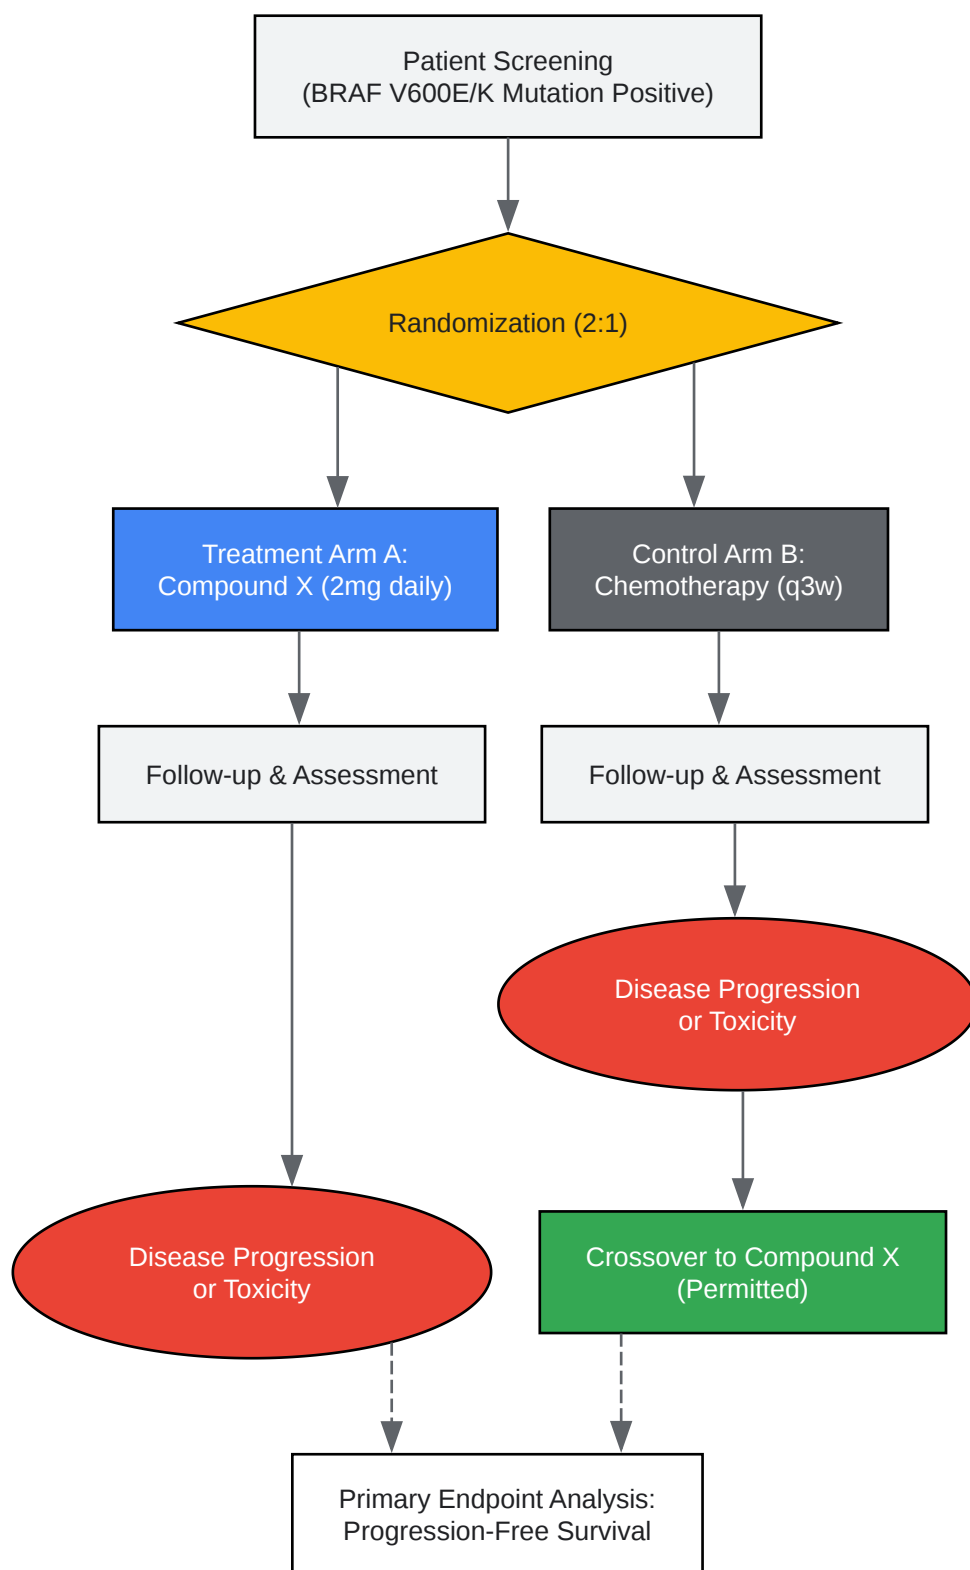 Patient Screening
(BRAF V600E/K Mutation Positive)
Randomization (2:1)
Treatment Arm A:
Compound X (2mg daily)
Control Arm B:
Chemotherapy (q3w)
Follow-up & Assessment
Follow-up & Assessment
Disease Progression
or Toxicity
Disease Progression
or Toxicity
Crossover to Compound X
(Permitted)
Primary Endpoint Analysis:
Progression-Free Survival